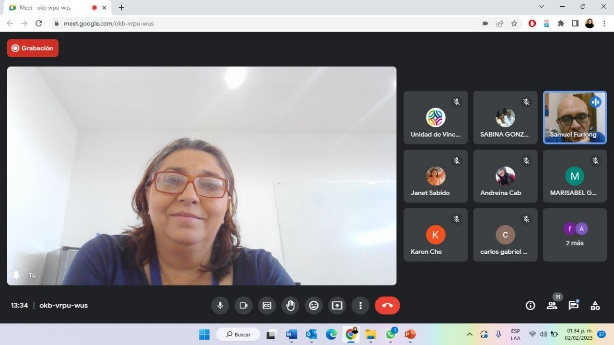 Meet - okb-vrpu-wus
meet.google.com/okb-vrpu-wus
Grabación
Unidad de Vinc...
SABINA GONZ...
Samuel Furlong
Janet Sabido
Andreina Cab
M
MARISABEL G...
K
Karen Che
c
carlos gabriel ...
f A
2 más
Tú
13:34 | okb-vrpu-wus
11
Buscar
ESP
LAA
01:34 p. m.
02/02/2023